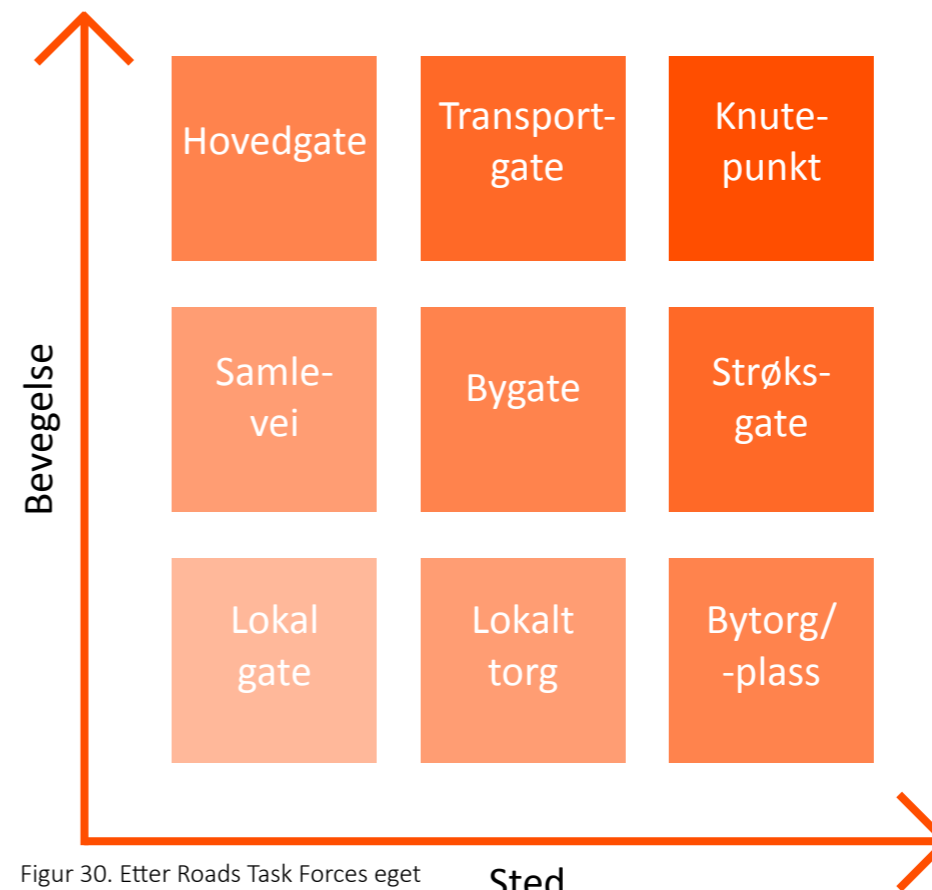 Hovedgate
Transport-
gate
Knute-
punkt
Samle-
vei
Bygate
Strøks-
gate
Lokal
gate
Lokalt
torg
Bytorg/
-plass
Bevegelse
Sted
Figur 30. Etter Roads Task Forces eget